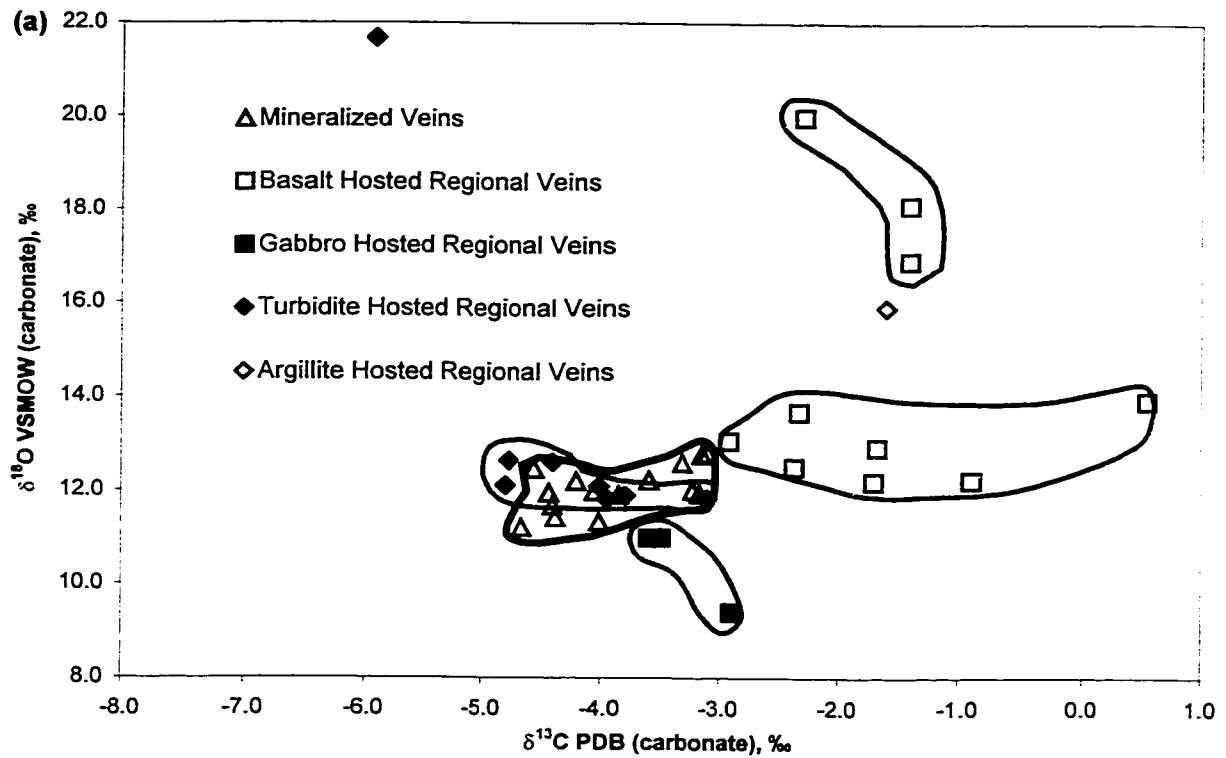 (a)
22.0
20.0
18.0
16.0
14.0
12.0
10.0
8.0
δ18O VSMOW (carbonate), ‰
Mineralized Veins
Basalt Hosted Regional Veins
Gabbro Hosted Regional Veins
Turbidite Hosted Regional Veins
Argillite Hosted Regional Veins
-8.0 -7.0 -6.0 -5.0 -4.0 -3.0 -2.0 -1.0 0.0 1.0
δ13C PDB (carbonate), ‰